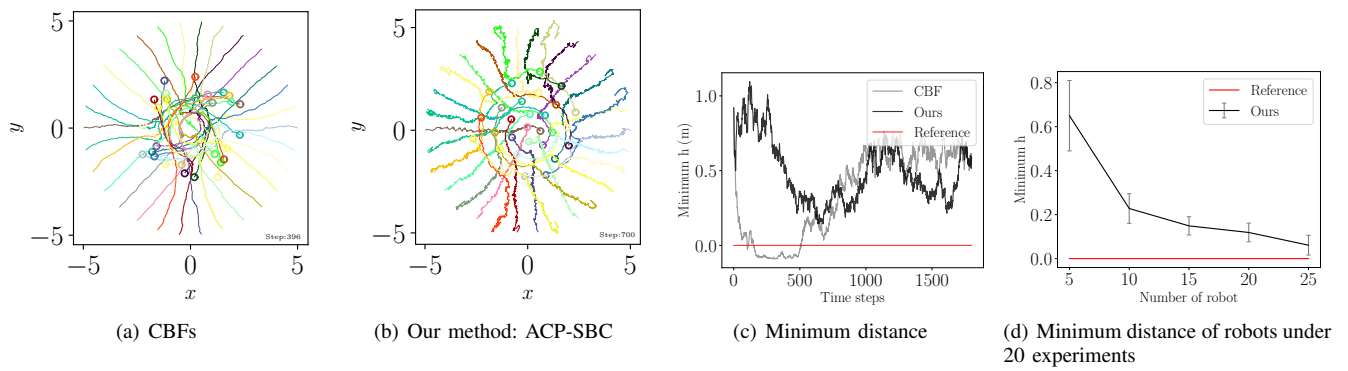 5
0
−5
y
−5
0
5
x
Step:396
(a) CBFs
5
0
−5
y
−5
0
5
x
Step:700
(b) Our method: ACP-SBC
1.0
0.5
0.0
Minimum h (m)
CBF
Ours
Reference
0
500
1000
1500
Time steps
(c) Minimum distance
0.8
0.6
0.4
0.2
0.0
Minimum h
Reference
Ours
5
10
15
20
25
Number of robot
(d) Minimum distance of robots under
20 experiments